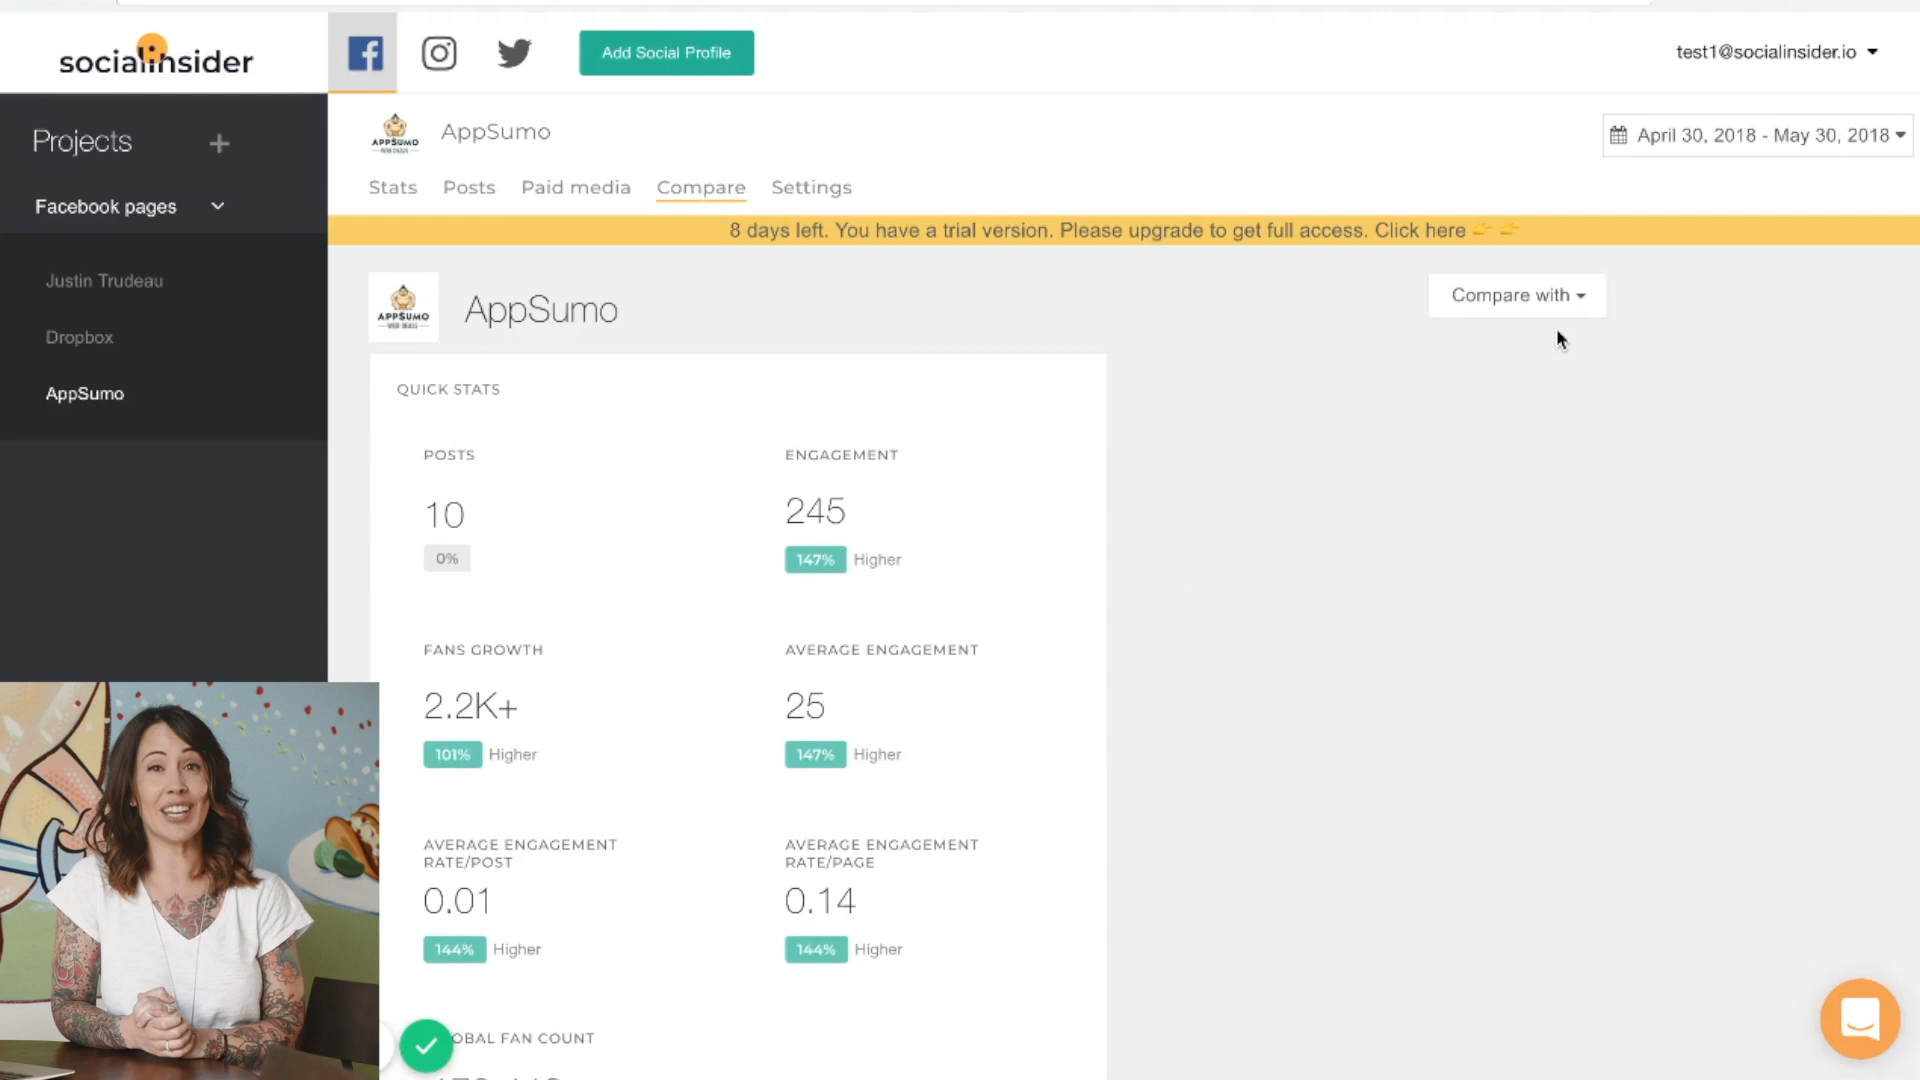 socialinsider
Add Social Profile
test1@socialinsider.io
Projects +
Facebook pages
Justin Trudeau
Dropbox
AppSumo
APPSUMO
AppSumo
April 30, 2018 - May 30, 2018
Stats Posts Paid media Compare Settings
8 days left. You have a trial version. Please upgrade to get full access. Click here
APPSUMO
AppSumo
Compare with
QUICK STATS
POSTS
10
0%
ENGAGEMENT
245
147% Higher
FANS GROWTH
2.2K+
101% Higher
AVERAGE ENGAGEMENT
25
147% Higher
AVERAGE ENGAGEMENT
RATE/POST
0.01
144% Higher
AVERAGE ENGAGEMENT
RATE/PAGE
0.14
144% Higher
OBAL FAN COUNT